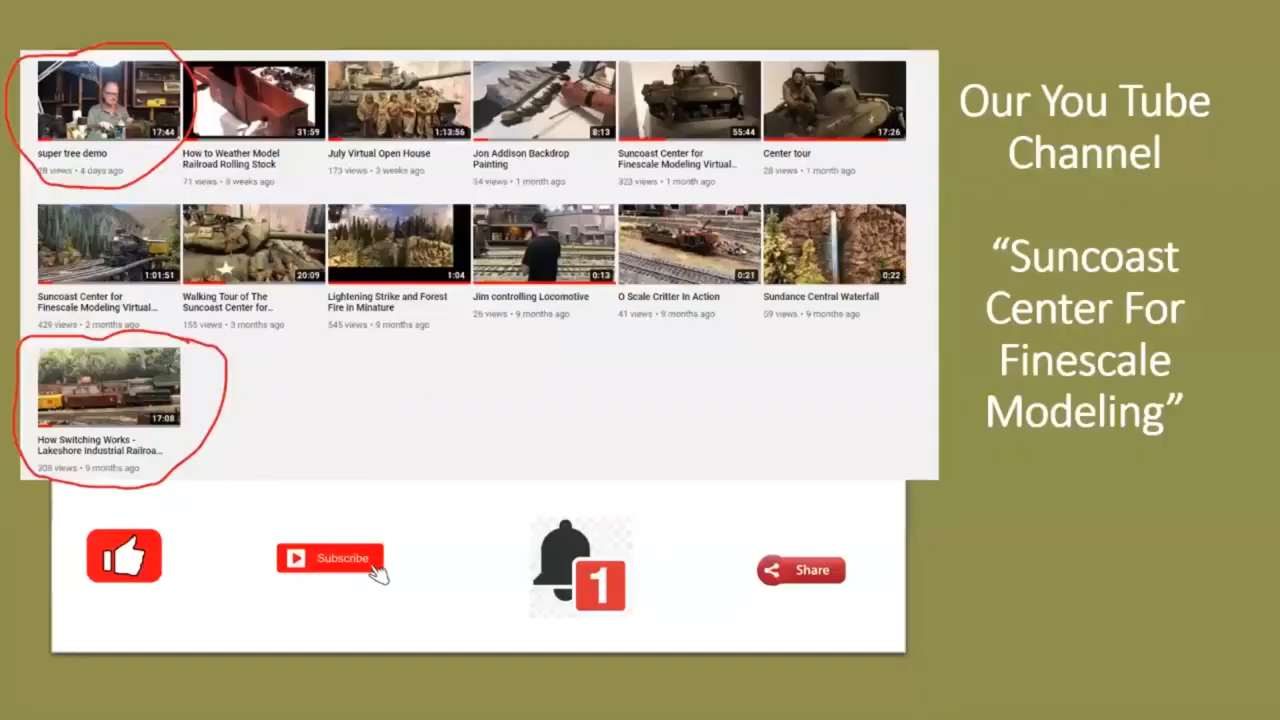 Our You Tube
Channel
“Suncoast
Center For
Finescale
Modeling”
17:44
31:59
1:13:56
8:13
55:44
17:26
super tree demo
How to Weather Model
Railroad Rolling Stock
July Virtual Open House
Jon Addison Backdrop
Painting
Suncoast Center for
Finescale Modeling Virtual...
Center tour
78 views • 4 days ago
71 views • 3 weeks ago
173 views • 3 weeks ago
34 views • 1 month ago
323 views • 1 month ago
28 views • 1 month ago
1:01:51
20:09
1:04
0:13
0:21
0:22
Suncoast Center for
Finescale Modeling Virtual...
Walking Tour of The
Suncoast Center for...
Lightening Strike and Forest
Fire in Minature
Jim controlling Locomotive
O Scale Critter In Action
Sundance Central Waterfall
429 views • 2 months ago
155 views • 3 months ago
545 views • 9 months ago
26 views • 9 months ago
41 views • 9 months ago
59 views • 9 months ago
17:08
How Switching Works -
Lakeshore Industrial Railroa...
308 views • 9 months ago
Subscribe
1
Share